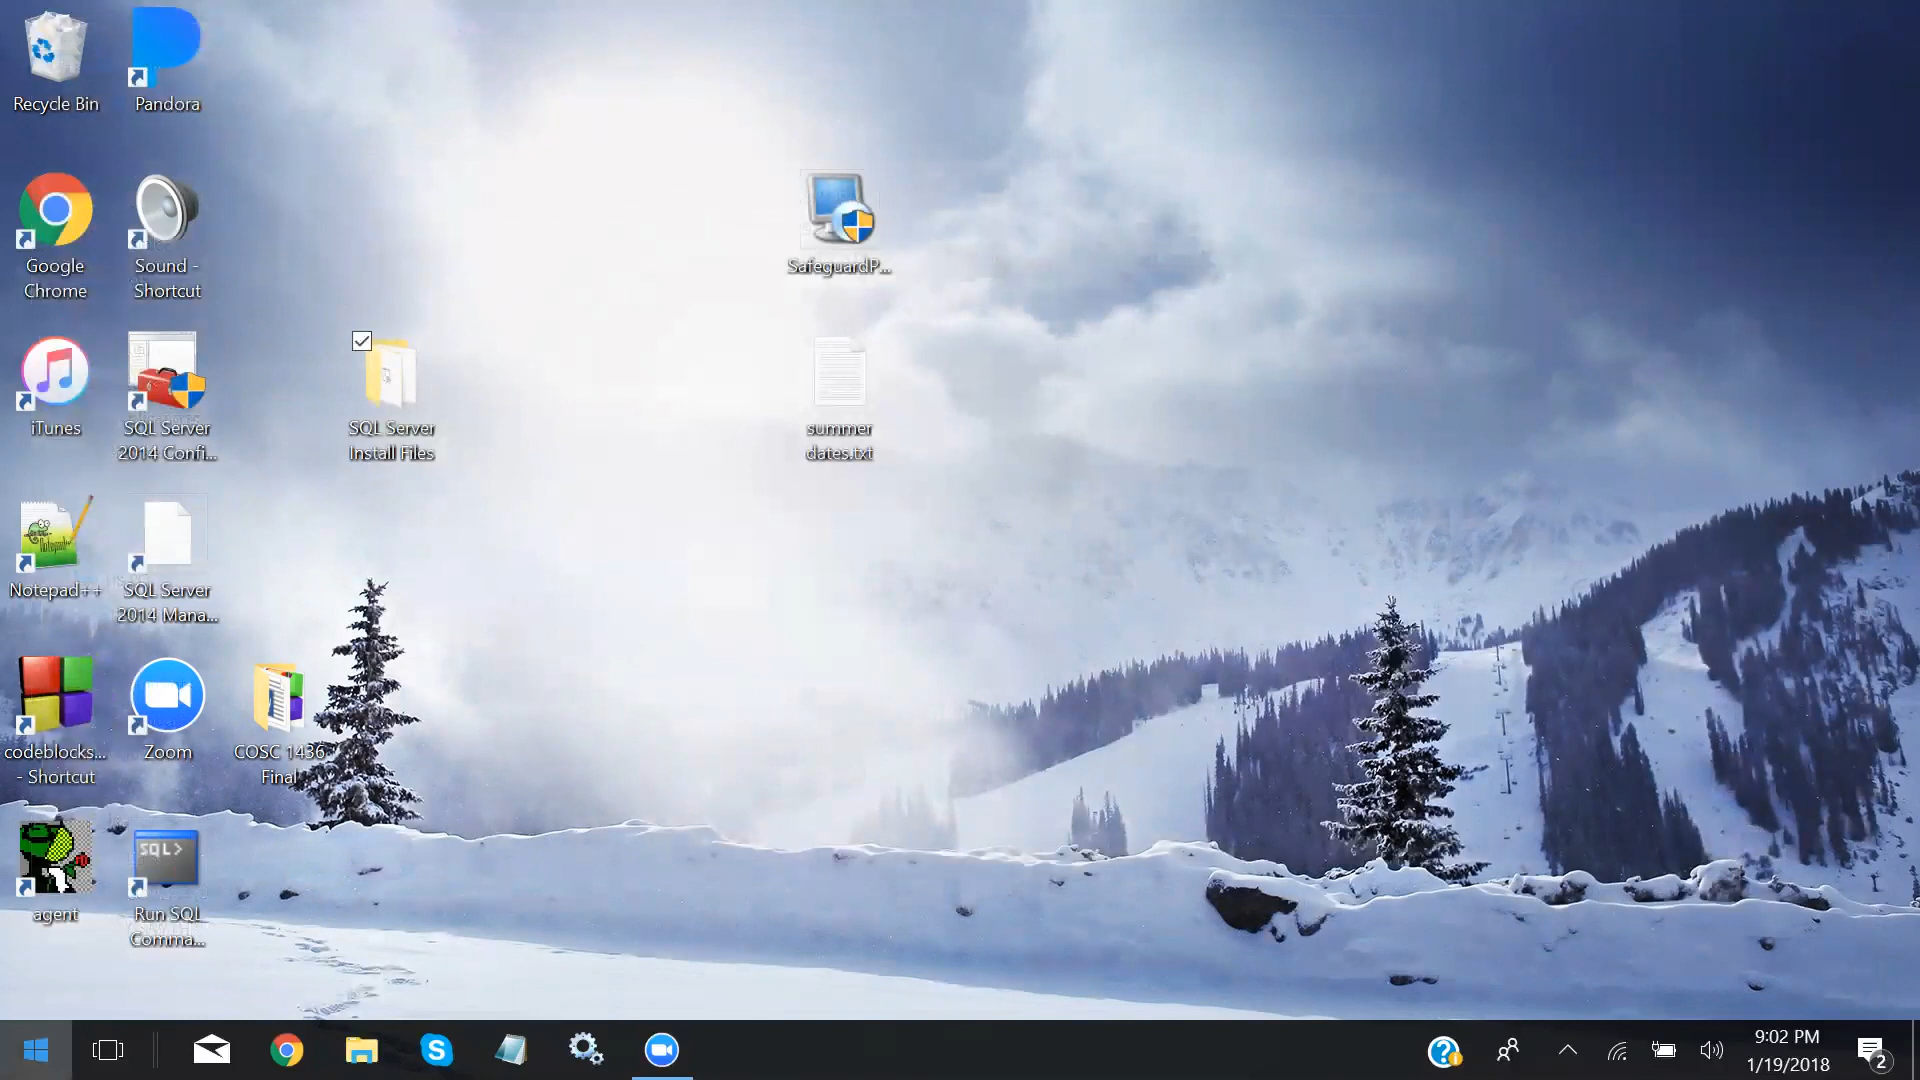 Recycle Bin
Pandora
Google
Chrome
Sound -
Shortcut
SafeguardP...
iTunes
SQL Server
2014 Confi...
SQL Server
Install Files
summer
dates.txt
Notepad++
SQL Server
2014 Mana...
codeblocks...
- Shortcut
Zoom
COSC 1436
Final
agent
SQL>
Run SQL
Comma...
9:02 PM
1/19/2018
2